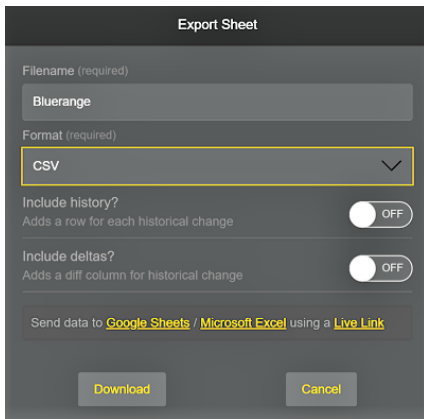 Export Sheet
Filename (required)
Bluerange
Format (required)
CSV
Include history?
OFF
Adds a row for each historical change
Include deltas?
OFF
Adds a diff column for historical change
Send data to Google Sheets / Microsoft Excel using a Live Link
Download
Cancel